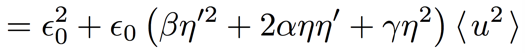 = ϵ₀² + ϵ₀ (βη′² + 2αηη′ + γη²) ⟨u²⟩